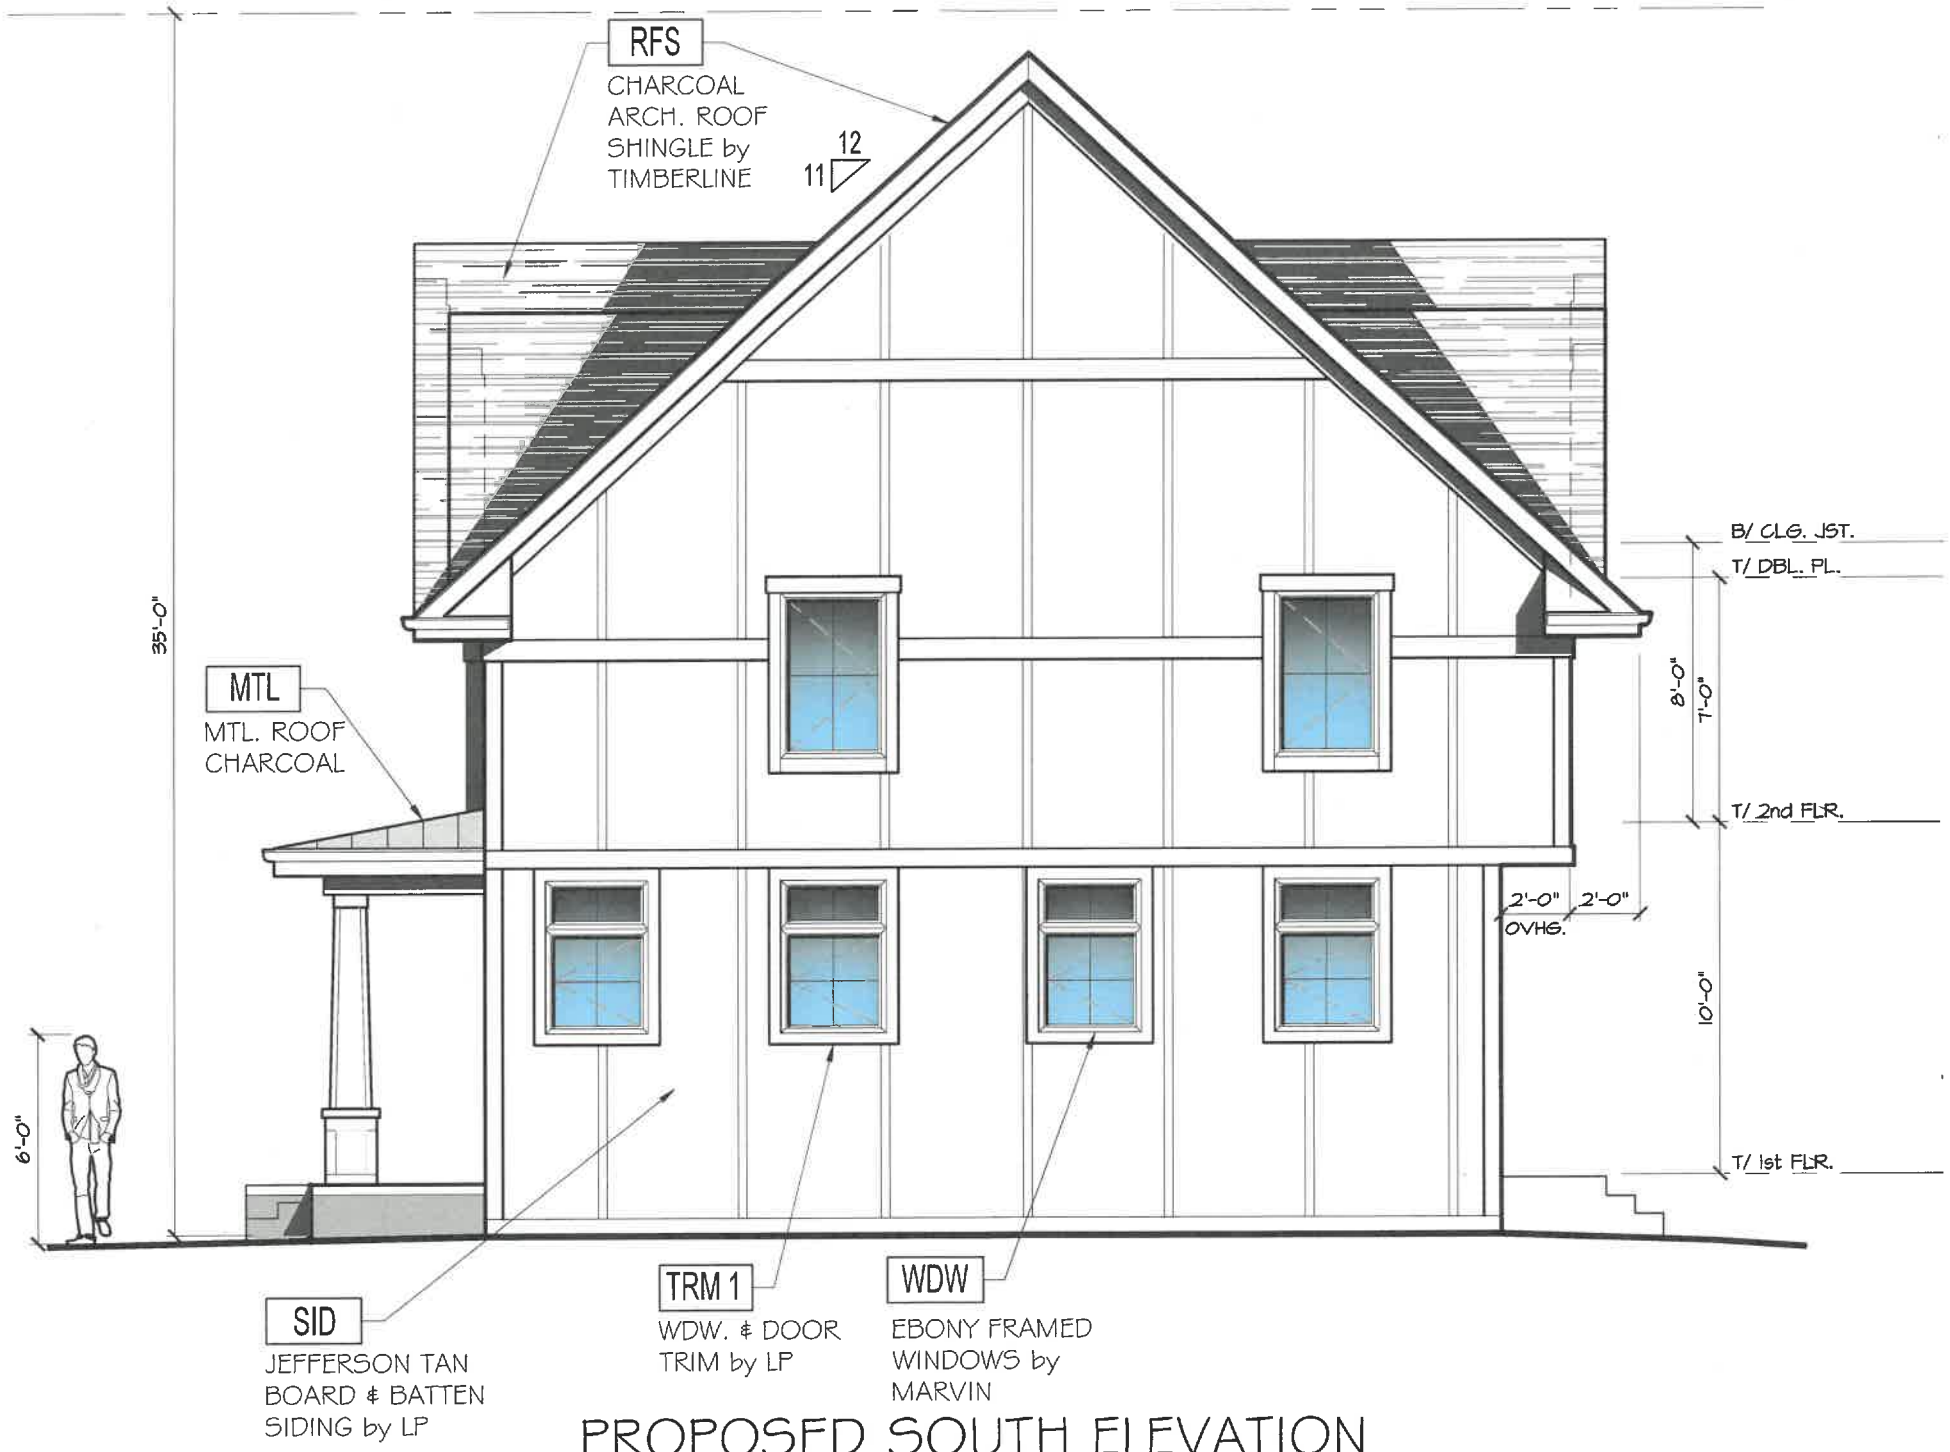 RFS
CHARCOAL
ARCH. ROOF
SHINGLE by
TIMBERLINE
12
11
35'-0"
B/ CLG. JST.
T/ DBL. PL.
8'-0"
7'-0"
MTL
MTL. ROOF
CHARCOAL
T/ 2nd FLR.
2'-0" 2'-0"
OVHG.
10'-0"
6'-0"
T/ 1st FLR.
SID
JEFFERSON TAN
BOARD & BATTEN
SIDING by LP
TRM 1
WDW. & DOOR
TRIM by LP
WDW
EBONY FRAMED
WINDOWS by
MARVIN
PROPOSED SOUTH ELEVATION